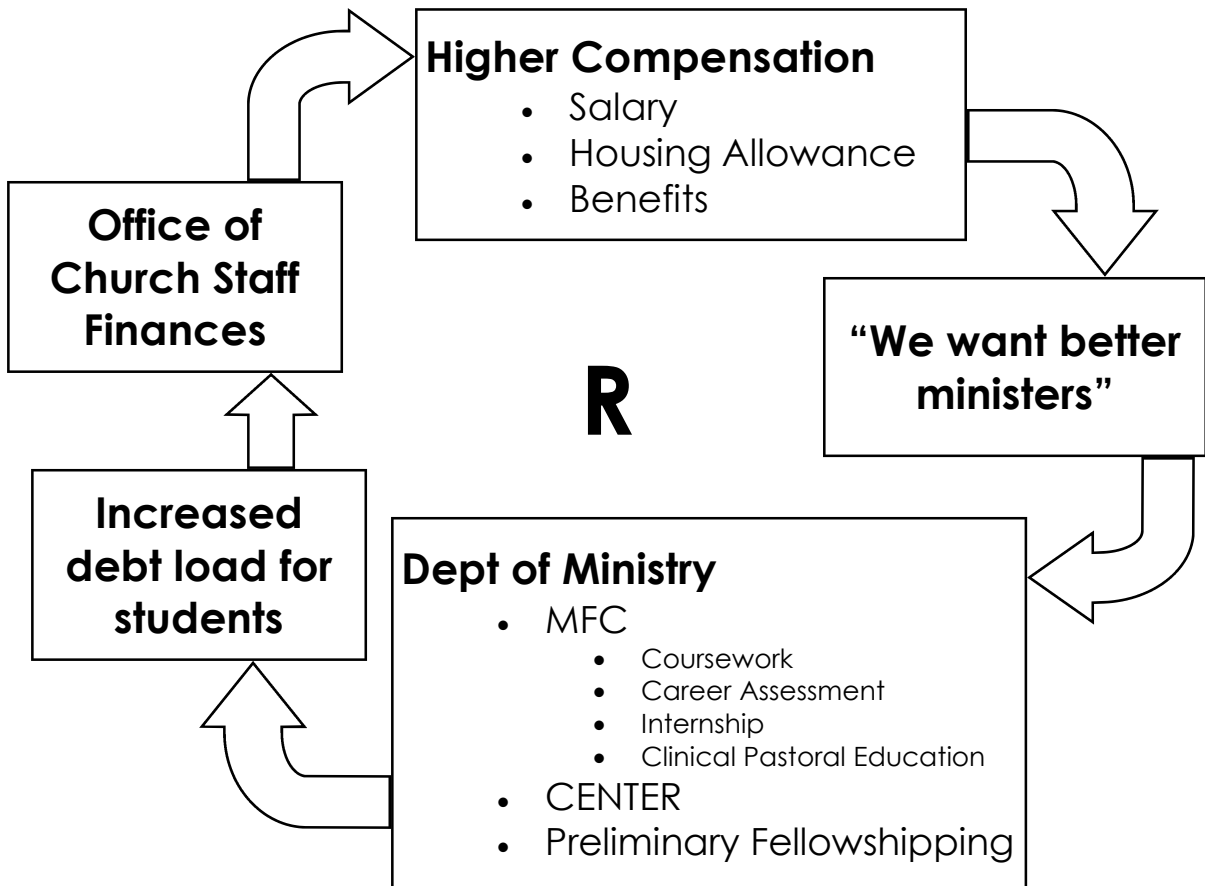 Higher Compensation
• Salary
• Housing Allowance
• Benefits
“We want better
ministers”
Dept of Ministry
• MFC
• Coursework
• Career Assessment
• Internship
• Clinical Pastoral Education
• CENTER
• Preliminary Fellowshipping
Increased
debt load for
students
Office of
Church Staff
Finances
R